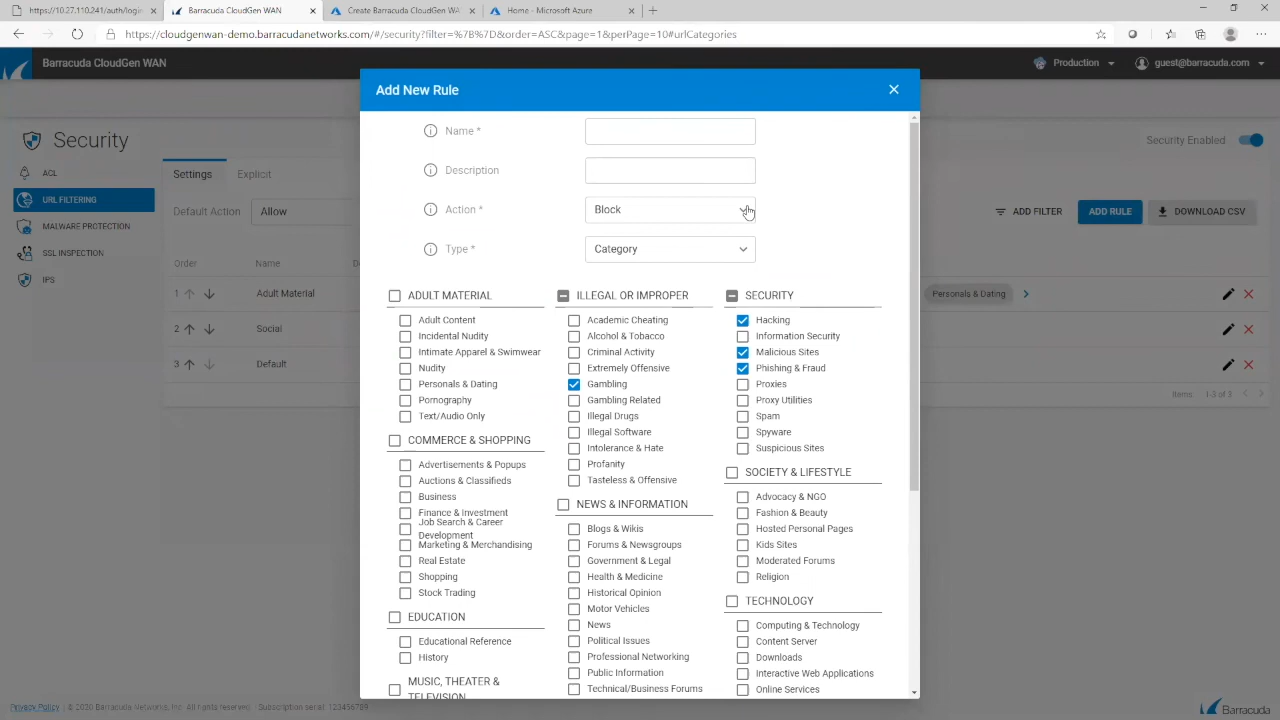 https://10.27.110.241/auth/login
Barracuda CloudGen WAN
Create Barracuda CloudGen WAN
Home - Microsoft Azure
https://cloudgenwan-demo.barracudanetworks.com/#/security?filter=%7B%7D&order=ASC&page=1&perPage=10#urlCategories
Barracuda CloudGen WAN
Production
guest@barracuda.com
Security
Security Enabled
ACL
URL FILTERING
MALWARE PROTECTION
SSL INSPECTION
IPS
Settings
Explicit
Default Action
Allow
ADD FILTER
ADD RULE
DOWNLOAD CSV
Order
Name
1
Adult Material
Personals & Dating
2
Social
3
Default
Items
1-3 of 3
Add New Rule
Name *
Description
Action *
Block
Type *
Category
ADULT MATERIAL
Adult Content
Incidental Nudity
Intimate Apparel & Swimwear
Nudity
Personals & Dating
Pornography
Text/Audio Only
COMMERCE & SHOPPING
Advertisements & Popups
Auctions & Classifieds
Business
Finance & Investment
Job Search & Career
Development
Marketing & Merchandising
Real Estate
Shopping
Stock Trading
EDUCATION
Educational Reference
History
MUSIC, THEATER &
TELEVISION
ILLEGAL OR IMPROPER
Academic Cheating
Alcohol & Tobacco
Criminal Activity
Extremely Offensive
Gambling
Gambling Related
Illegal Drugs
Illegal Software
Intolerance & Hate
Profanity
Tasteless & Offensive
NEWS & INFORMATION
Blogs & Wikis
Forums & Newsgroups
Government & Legal
Health & Medicine
Historical Opinion
Motor Vehicles
News
Political Issues
Professional Networking
Public Information
Technical/Business Forums
SECURITY
Hacking
Information Security
Malicious Sites
Phishing & Fraud
Proxies
Proxy Utilities
Spam
Spyware
Suspicious Sites
SOCIETY & LIFESTYLE
Advocacy & NGO
Fashion & Beauty
Hosted Personal Pages
Kids Sites
Moderated Forums
Religion
TECHNOLOGY
Computing & Technology
Content Server
Downloads
Interactive Web Applications
Online Services
Privacy Policy
© 2020 Barracuda Networks, Inc. All rights reserved.
Subscription serial: 123456789
Barracuda